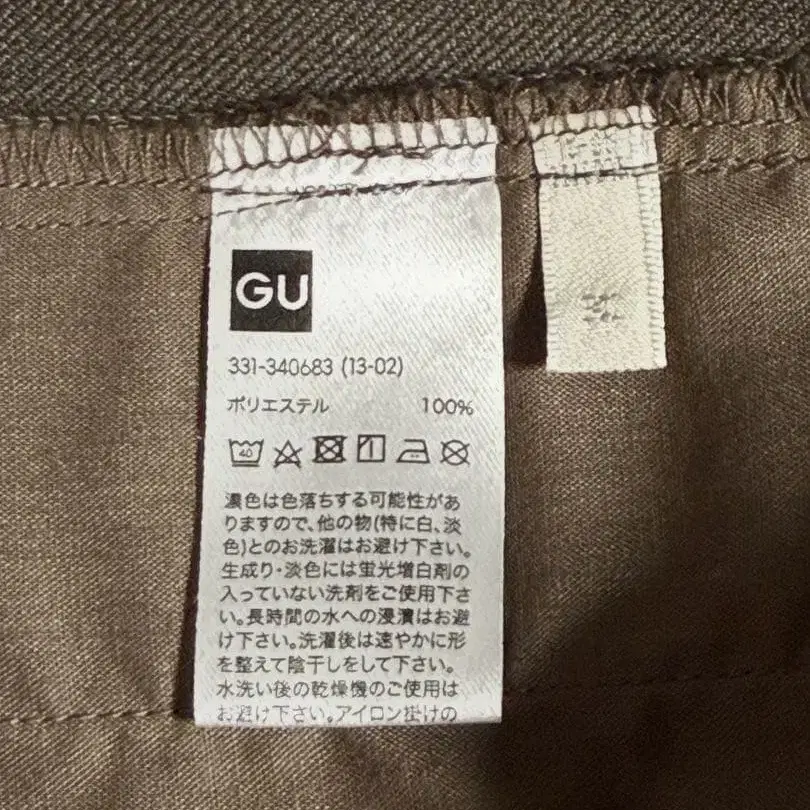 GU
331-340683 (13-02)
ポリエステル 100%
40
濃色は色落ちする可能性があ
りますので、他の物(特に白、淡
色)とのお洗濯はお避け下さい。
生成り・淡色には蛍光増白剤の
入っていない洗剤をご使用下さ
い。長時間の水への浸漬はお避
け下さい。洗濯後は速やかに形
を整えて陰干しをして下さい。
水洗い後の乾燥機のご使用は
お避け下さい。アイロン掛けの